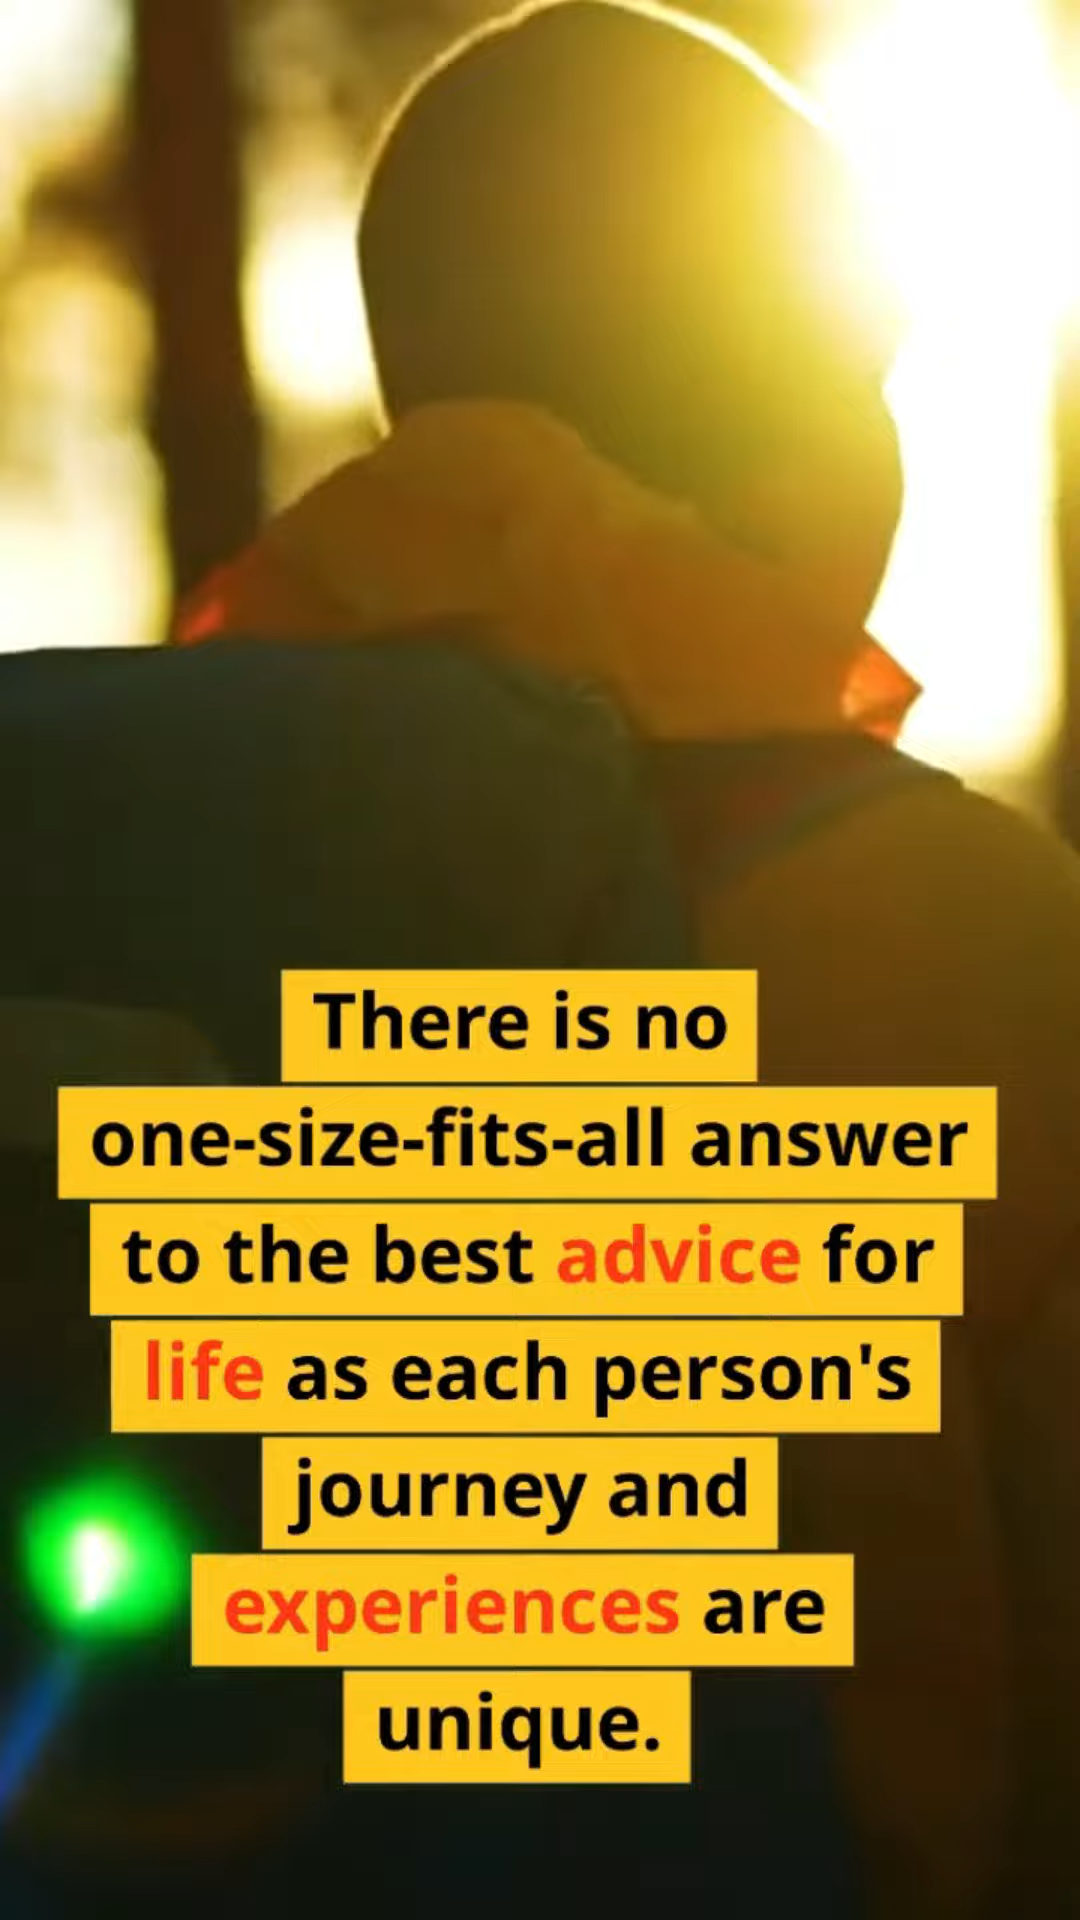 There is no
one-size-fits-all answer
to the best advice for
life as each person's
journey and
experiences are
unique.